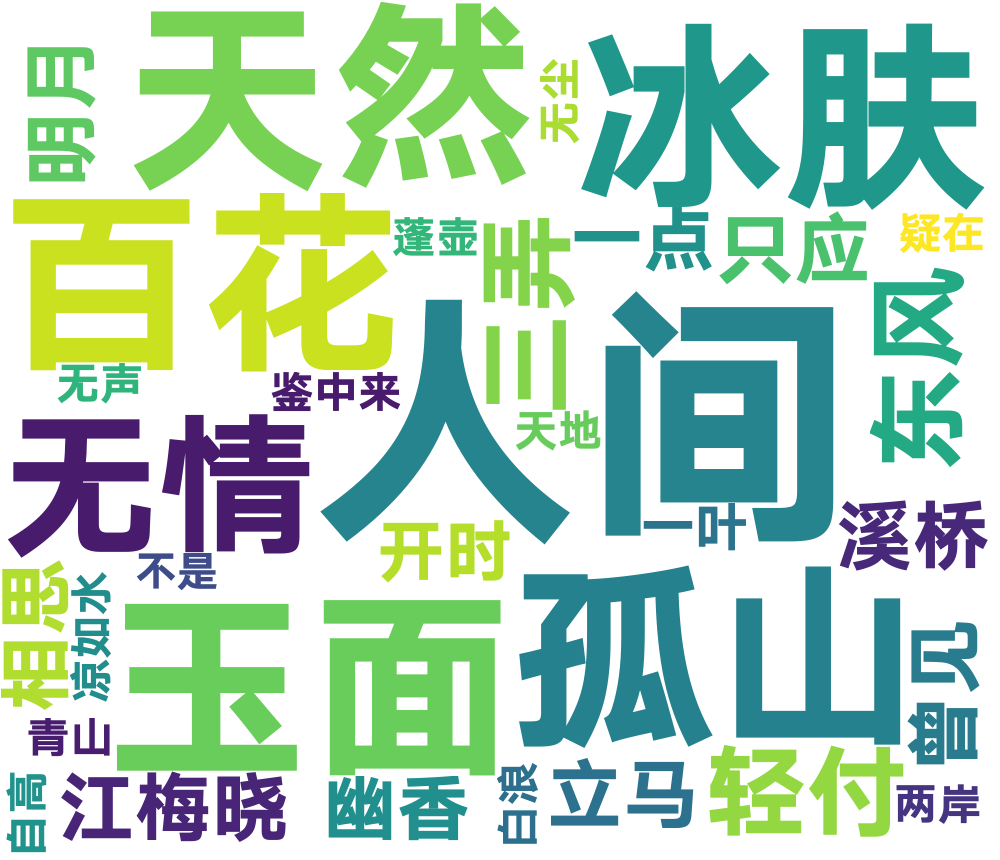 天然
冰肤
明月
无尘
百花
蓬壶
三弄
一点
只应
疑在
人间
东风
无声
鉴中来
天地
无情
开时
一叶
溪桥
不是
相思
凉如水
玉面
孤山
曾见
青山
自高
江梅晓
幽香
白浪
立马
轻付
两岸